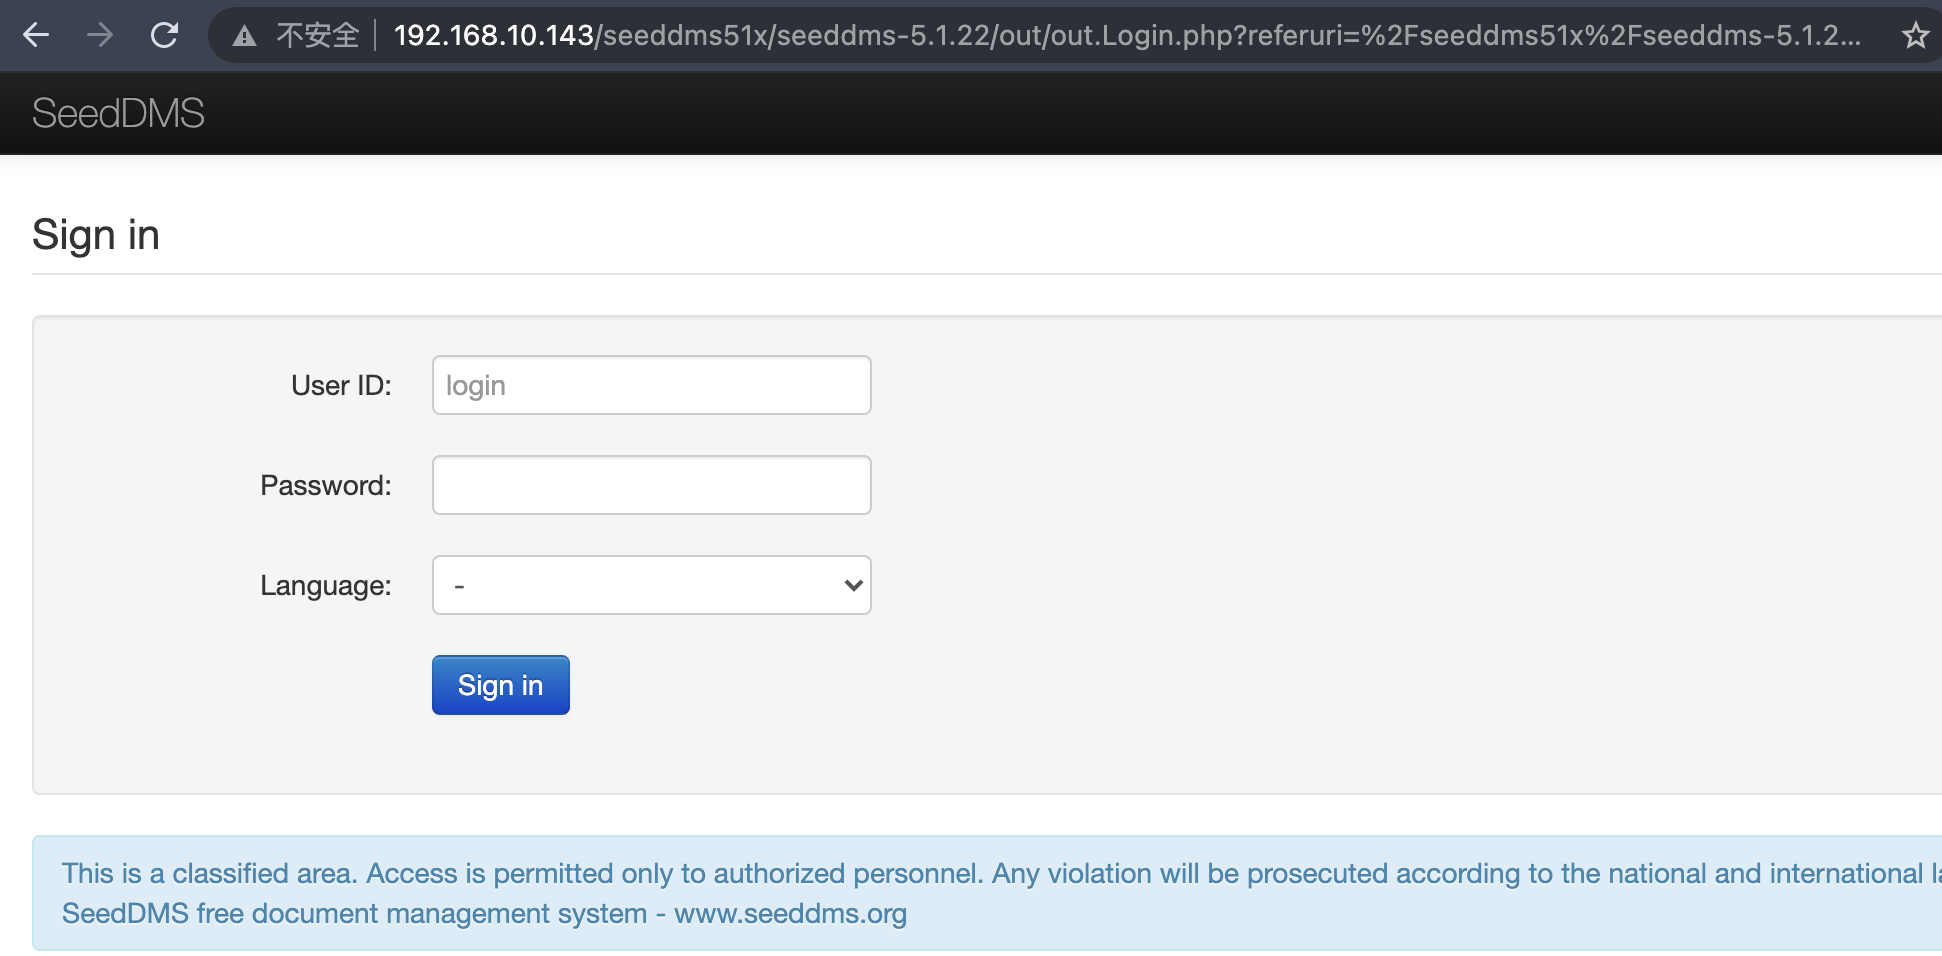 不安全 192.168.10.143/seeddms51x/seeddms-5.1.22/out/out.Login.php?referuri=%2Fseeddms51x%2Fseeddms-5.1.2...
SeedDMS
Sign in
User ID: login
Password:
Language: -
Sign in
This is a classified area. Access is permitted only to authorized personnel. Any violation will be prosecuted according to the national and international
SeedDMS free document management system - www.seeddms.org